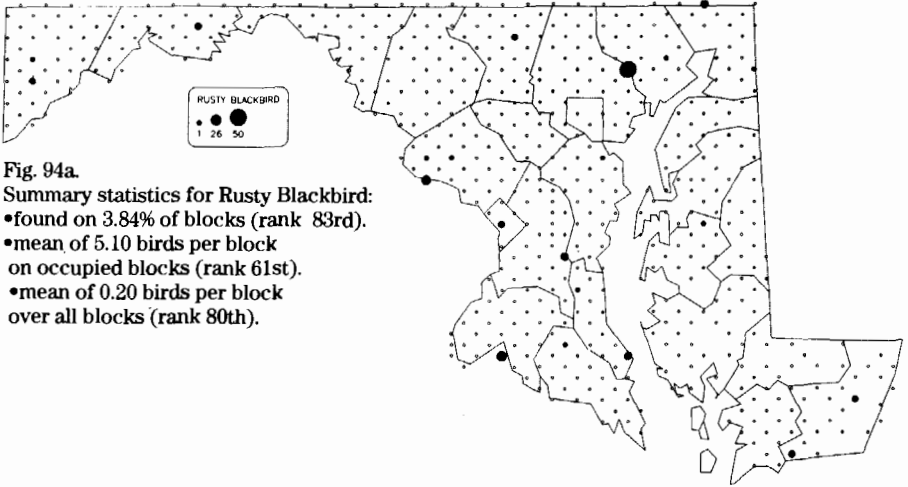 RUSTY BLACKBIRD
1 26 50
Fig. 94a.
Summary statistics for Rusty Blackbird:
•found on 3.84% of blocks (rank 83rd).
•mean of 5.10 birds per block
on occupied blocks (rank 61st).
•mean of 0.20 birds per block
over all blocks (rank 80th).